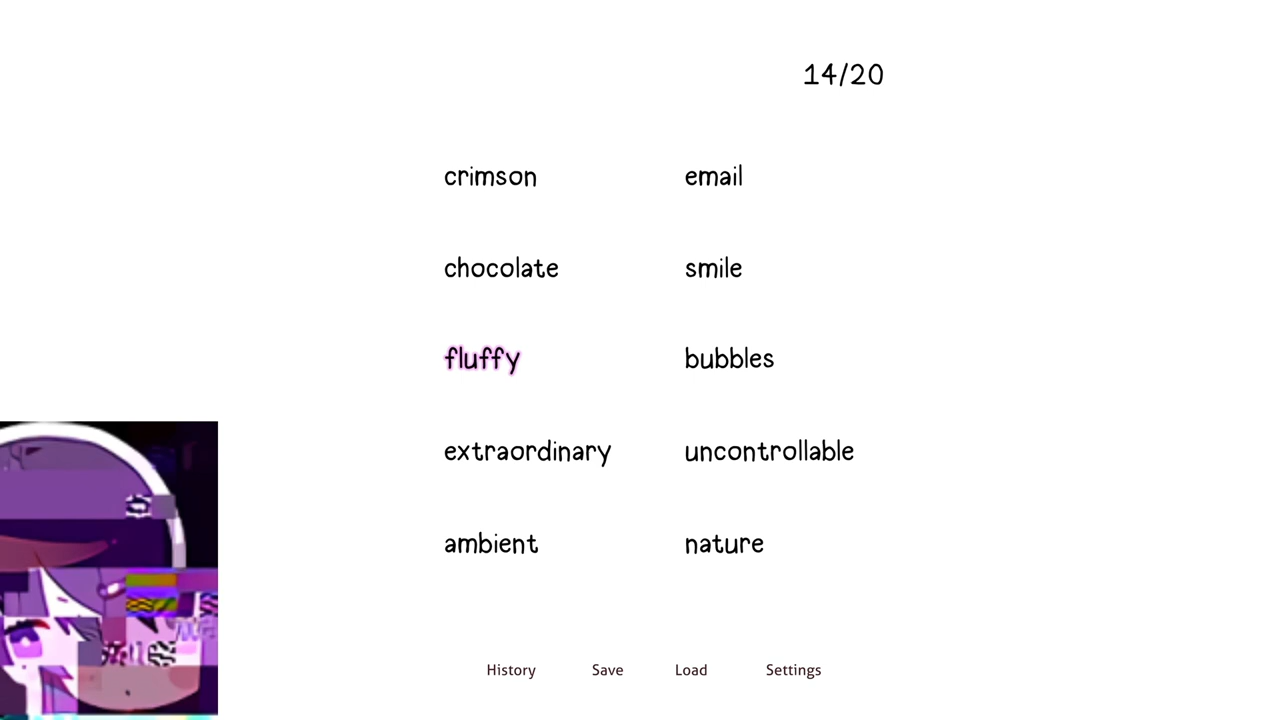 14/20
crimson email
chocolate smile
fluffy bubbles
extraordinary uncontrollable
ambient nature
History Save Load Settings